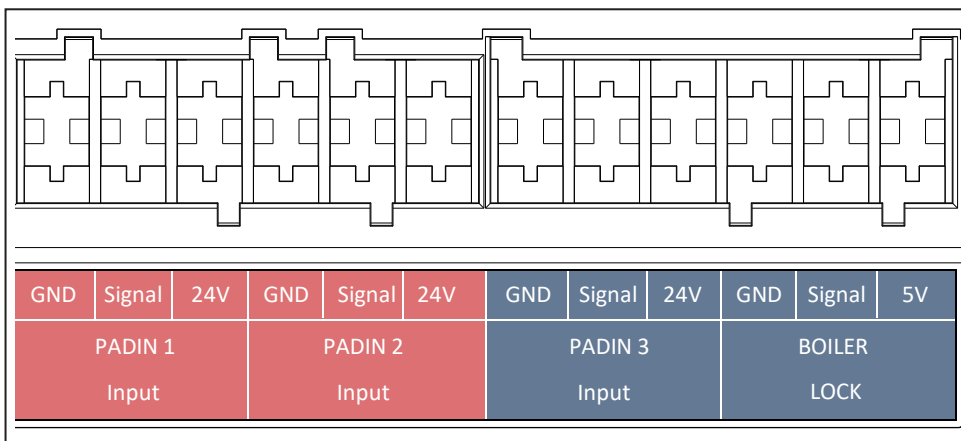 GND Signal 24V GND Signal 24V GND Signal 24V GND Signal 5V
PADIN 1 PADIN 2 PADIN 3 BOILER
Input Input Input LOCK